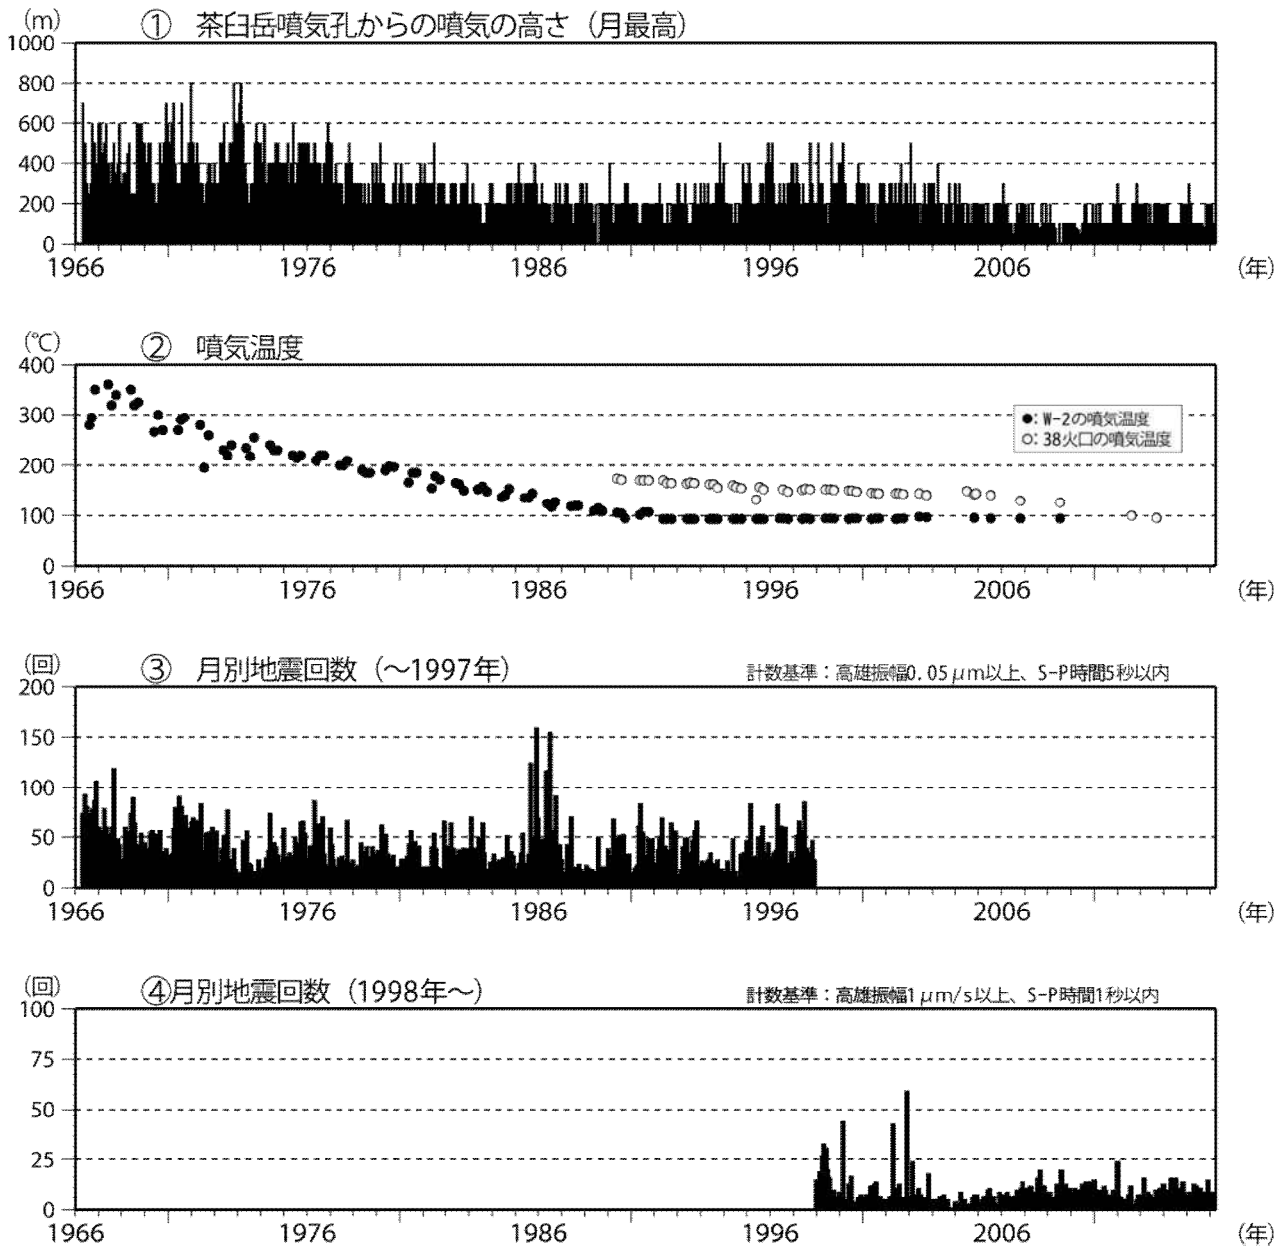 (m)
① 茶臼岳噴気孔からの噴気の高さ（月最高）
1000
800
600
400
200
0
1966 1976 1986 1996 2006 (年)
(℃)
② 噴気温度
400
300
200
100
0
●: W-2の噴気温度
○: 38火口の噴気温度
1966 1976 1986 1996 2006 (年)
(回)
③ 月別地震回数（～1997年）
計数基準：高雄振幅0.05μm以上、S-P時間5秒以内
200
150
100
50
0
1966 1976 1986 1996 2006 (年)
(回)
④月別地震回数（1998年～）
計数基準：高雄振幅1μm/s以上、S-P時間1秒以内
100
75
50
25
0
1966 1976 1986 1996 2006 (年)